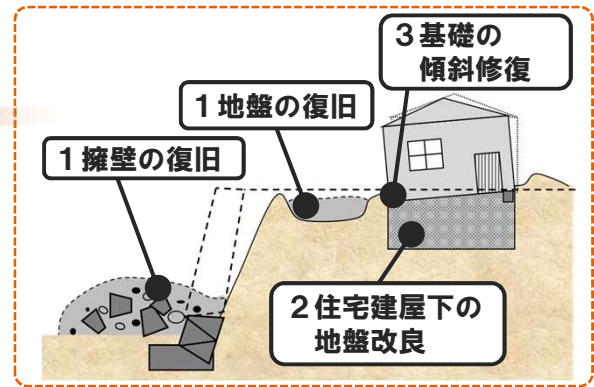 3基礎の
傾斜修復
1地盤の復旧
1擁壁の復旧
2住宅建屋下の
地盤改良